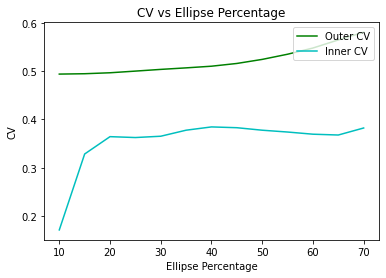 CV vs Ellipse Percentage
0.6
0.5
0.4
0.3
0.2
CV
Outer CV
Inner CV
10 20 30 40 50 60 70
Ellipse Percentage